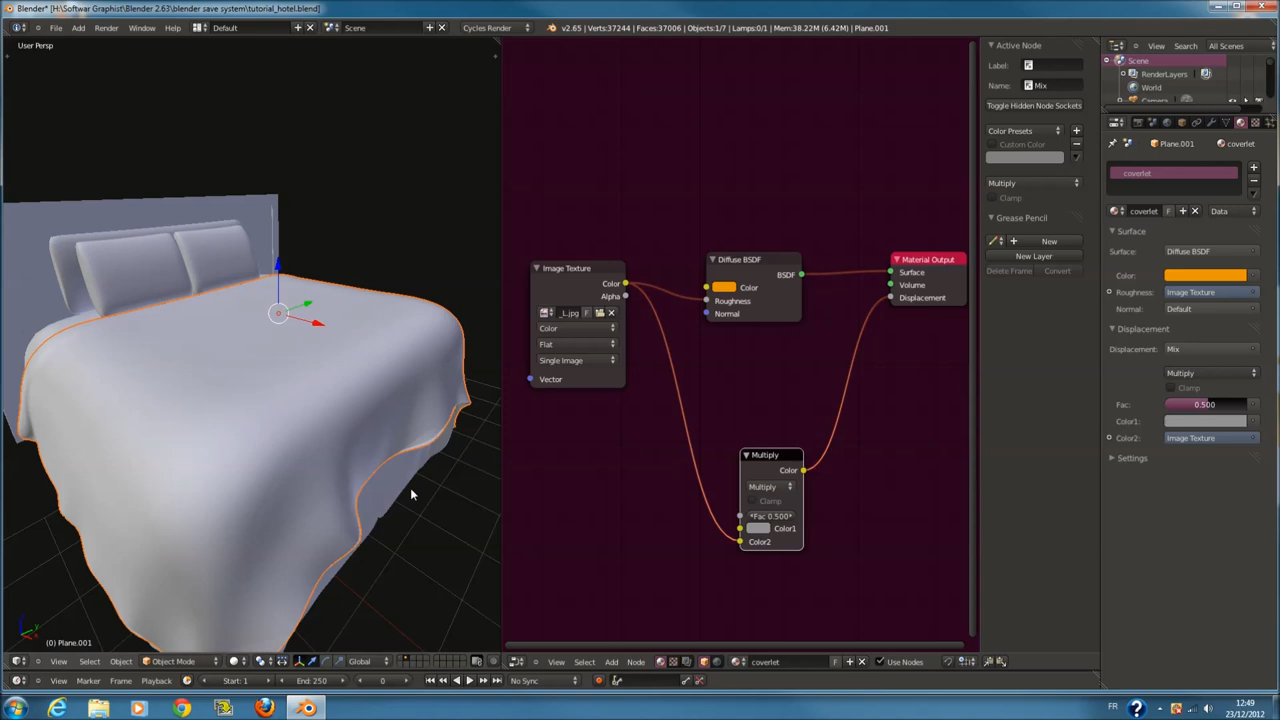 Blender* [H:\Softwar Graphist\Blender 2.63\blender save system\tutorial_hotel.blend]
File Add Render Window Help Default Scene Cycles Render v2.65 | Verts:37244 | Faces:37006 | Objects:1/7 | Lamps:0/1 | Mem:38.22M (6.42M) | Plane.001
User Persp
Active Node
Label:
Name: Mix
Toggle Hidden Node Sockets
Color Presets
Custom Color
Multiply
Clamp
Grease Pencil
New
New Layer
Delete Frame Convert
View Search All Scenes
Scene
RenderLayers
World
Camera
Plane.001 coverlet
coverlet
coverlet F Data
Surface
Surface: Diffuse BSDF
Color:
Roughness: Image Texture
Normal: Default
Displacement
Displacement: Mix
Multiply
Clamp
Fac: 0.500
Color1:
Color2: Image Texture
Settings
Image Texture
Color
Alpha
_L.jpg F
Color
Flat
Single Image
Vector
Diffuse BSDF
BSDF
Color
Roughness
Normal
Material Output
Surface
Volume
Displacement
Multiply
Color
Multiply
Clamp
Fac 0.500
Color1
Color2
(0) Plane.001
View Select Object Object Mode Global
View Select Add Node coverlet F Use Nodes
View Marker Frame Playback Start: 1 End: 250 0 No Sync
FR 12:49
23/12/2012